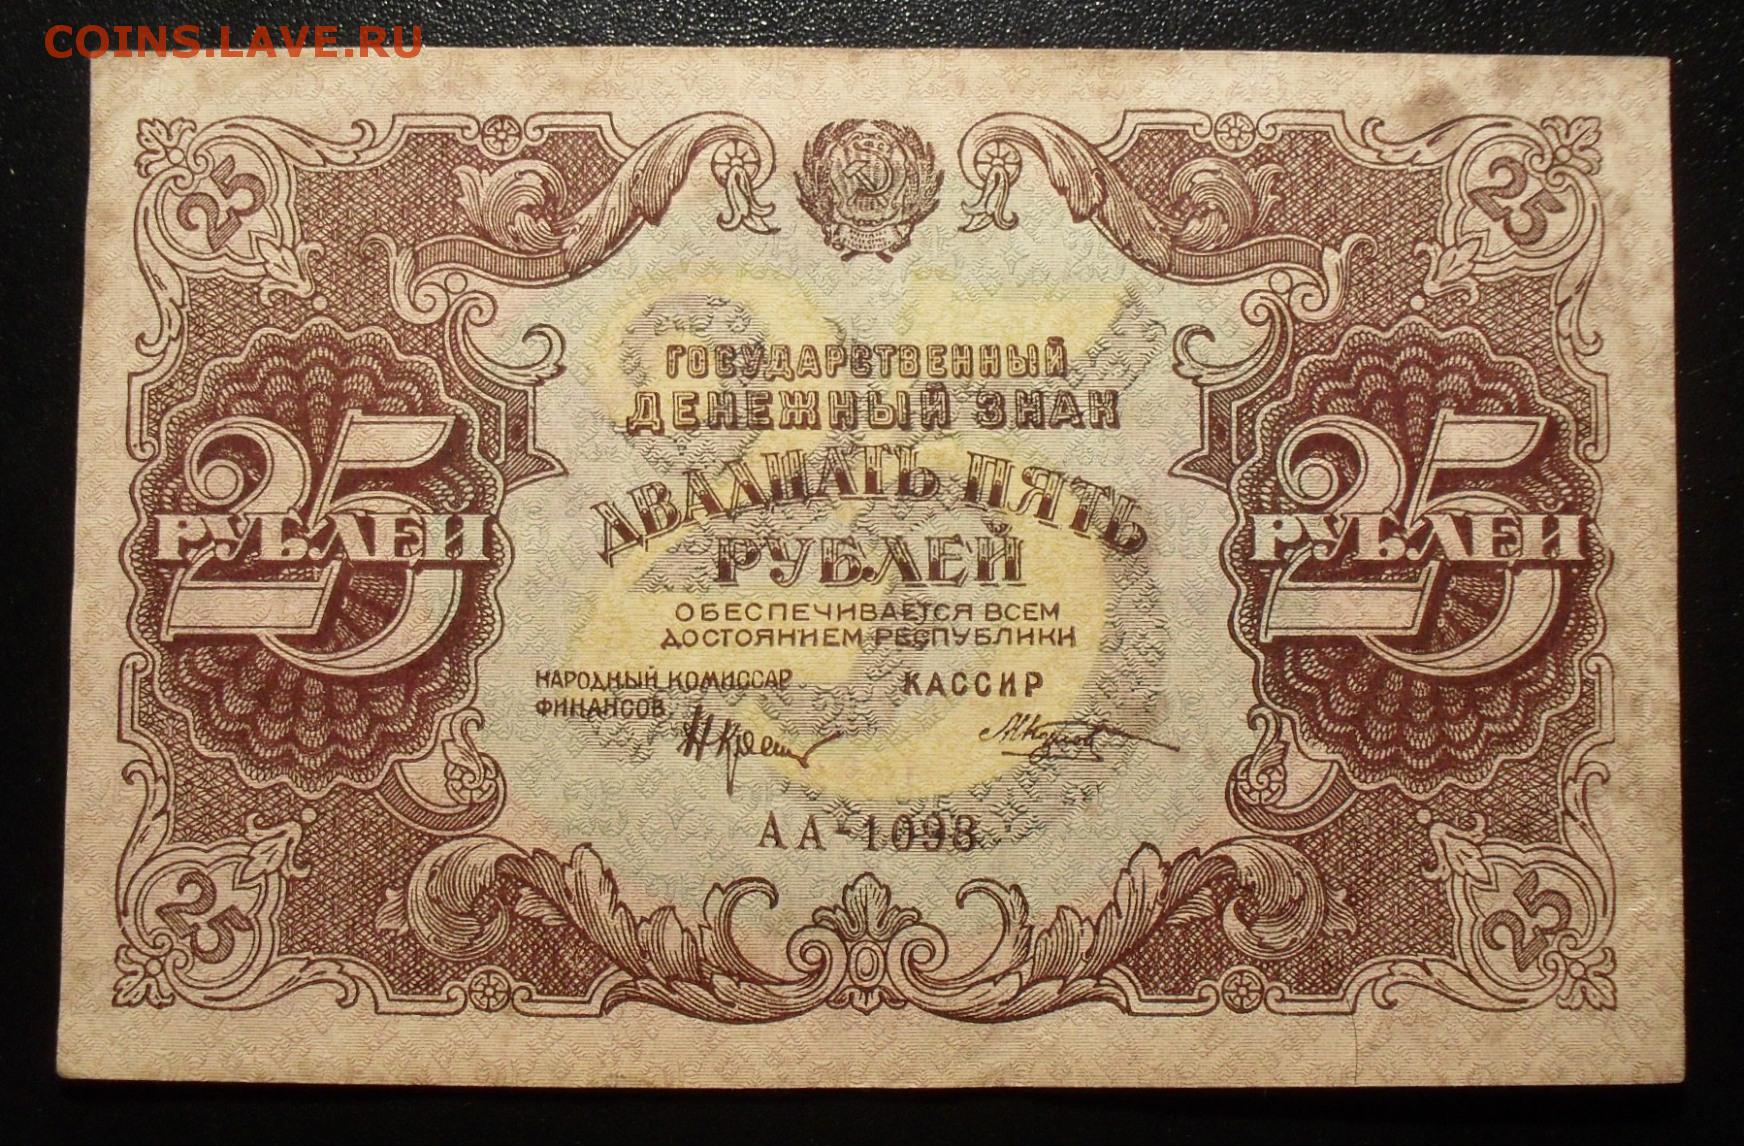 COINS.LAVE.RU
25
25
ГОСУДАРСТВЕННЫЙ
ДЕНЕЖНЫЙ ЗНАК
ДВАДЦАТЬ ПЯТЬ
РУБЛЕЙ
25
РУБЛЕЙ
25
РУБЛЕЙ
ОБЕСПЕЧИВАЕТСЯ ВСЕМ
ДОСТОЯНИЕМ РЕСПУБЛИКИ
НАРОДНЫЙ КОМИССАР
ФИНАНСОВ
КАССИР
АА-1098
25
25